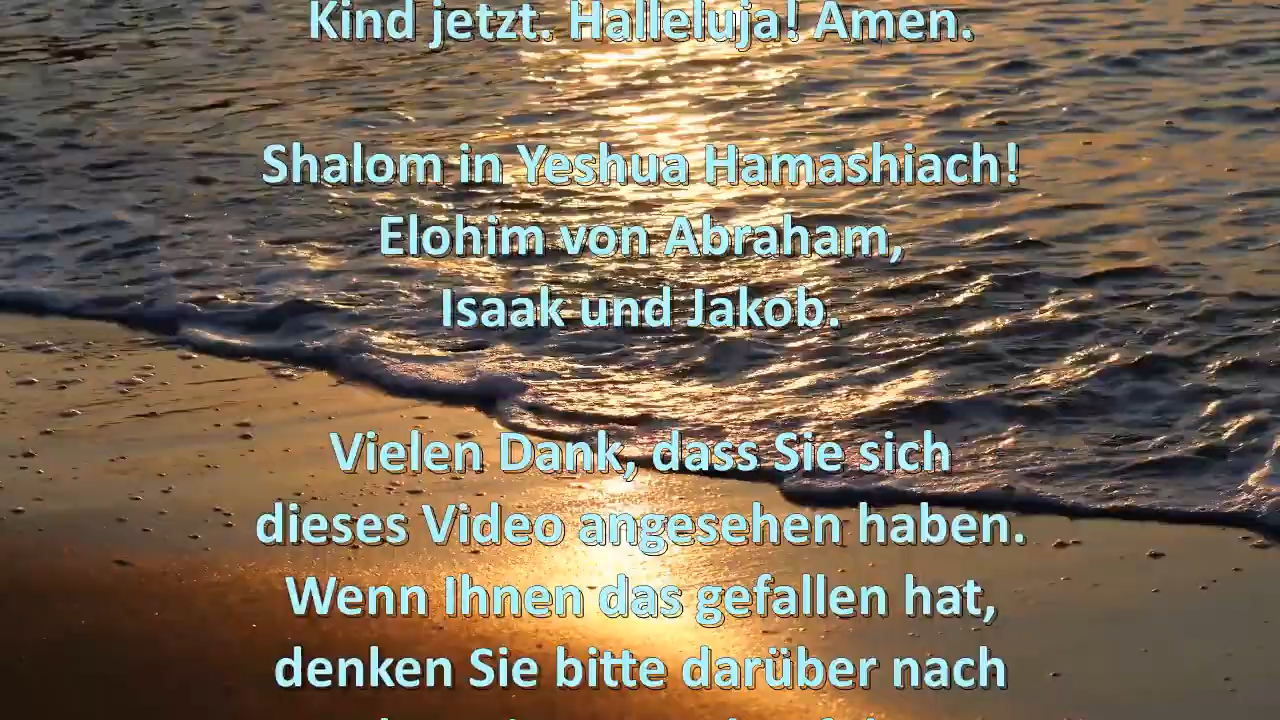 Kind jetzt. Halleluja! Amen.
Shalom in Yeshua Hamashiach!
Elohim von Abraham,
Isaak und Jakob.
Vielen Dank, dass Sie sich
dieses Video angesehen haben.
Wenn Ihnen das gefallen hat,
denken Sie bitte darüber nach